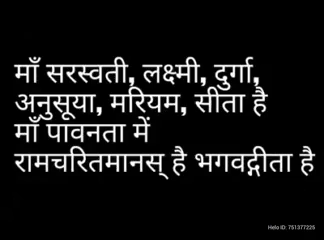 माँ सरस्वती, लक्ष्मी, दुर्गा,
अनुसूया, मरियम, सीता है
माँ पावनता में
रामचरितमानस् है भगवद्गीता है
Helo ID: 751377225